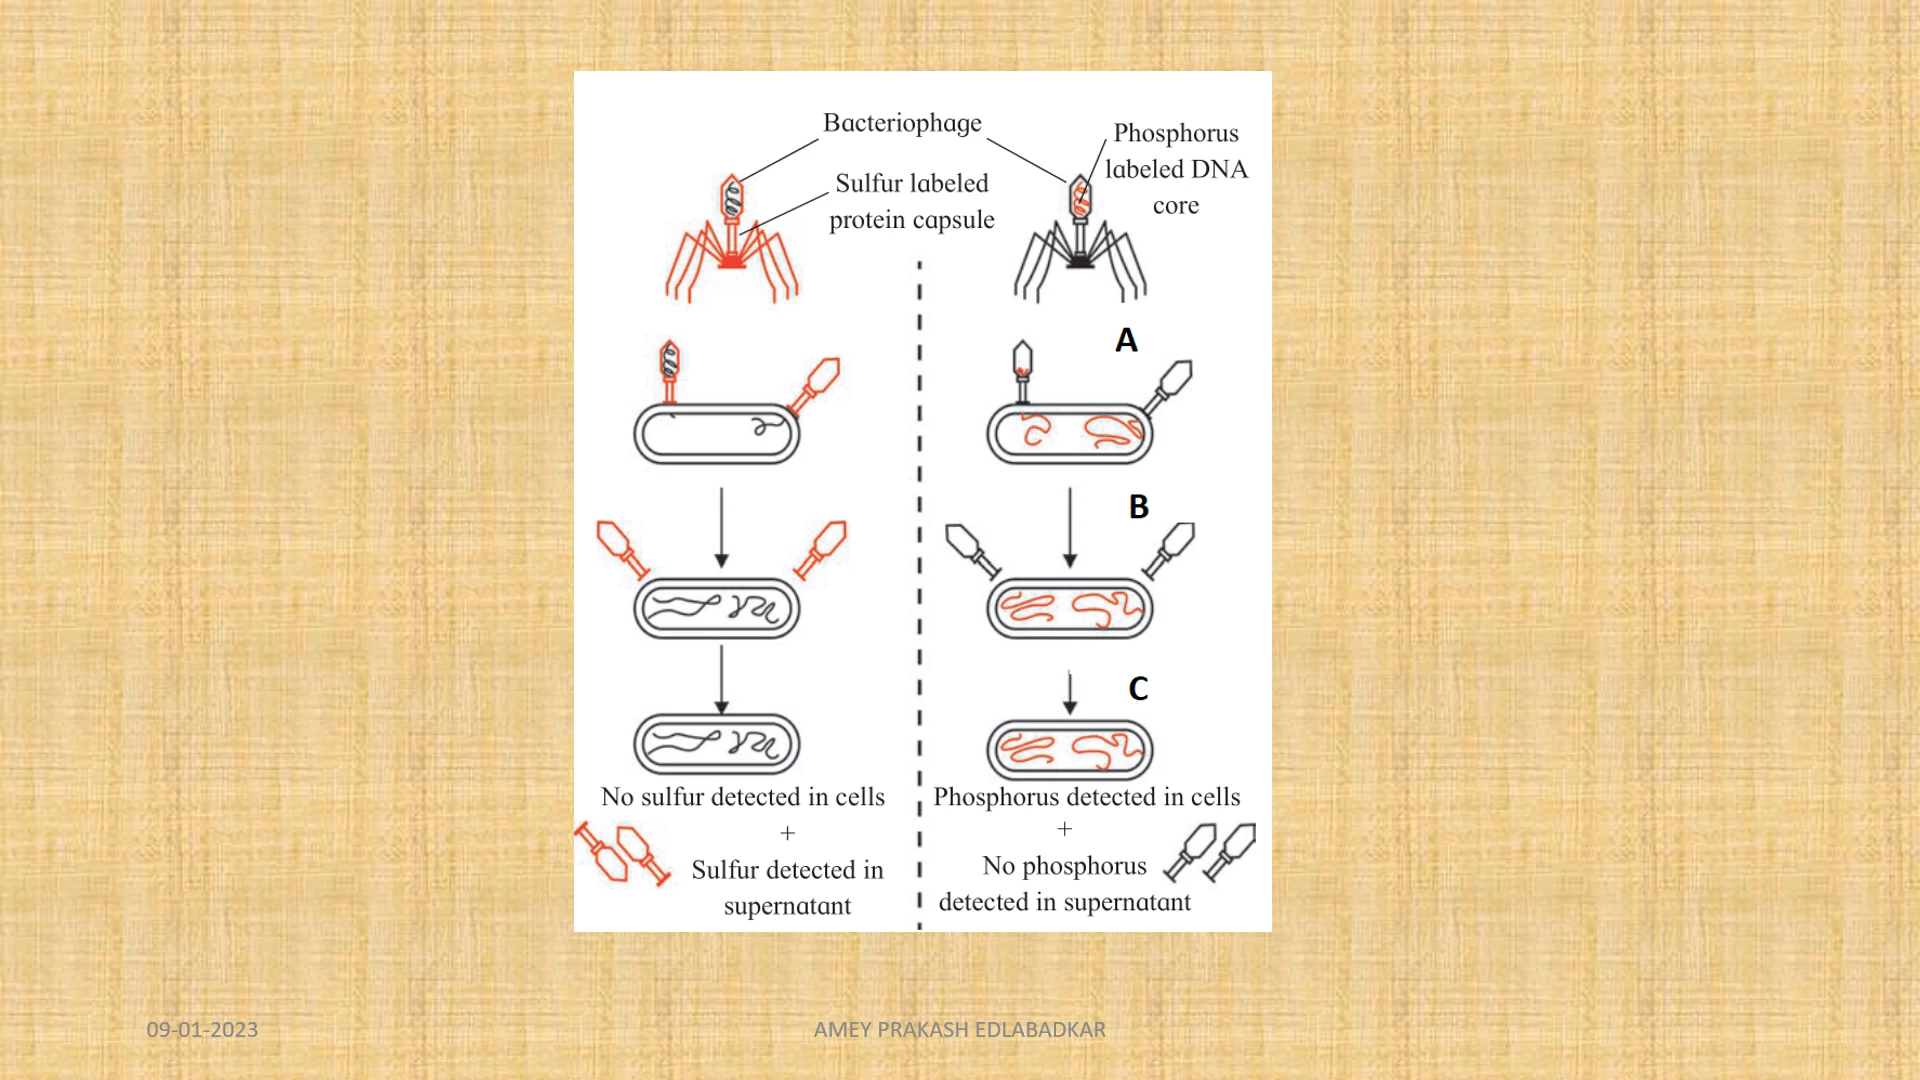 Bacteriophage
Phosphorus
labeled DNA
core
Sulfur labeled
protein capsule
A
B
C
No sulfur detected in cells
+
Sulfur detected in
supernatant
Phosphorus detected in cells
+
No phosphorus
detected in supernatant
09-01-2023
AMEY PRAKASH EDLABADKAR